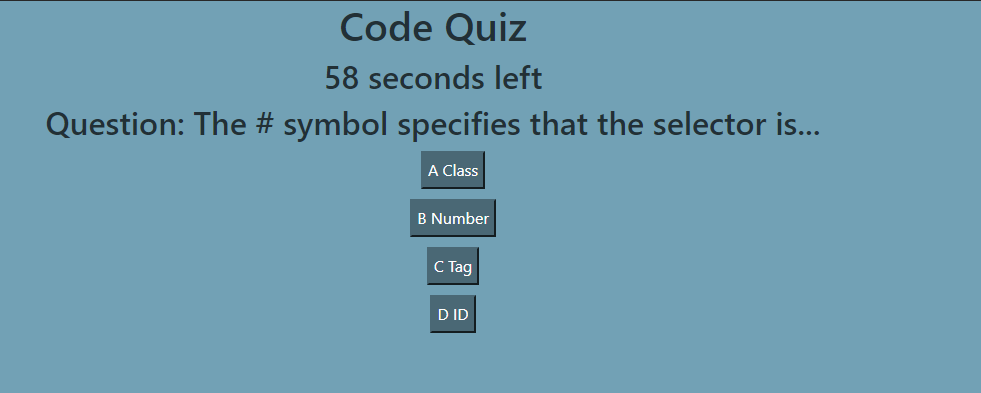 Code Quiz
58 seconds left
Question: The # symbol specifies that the selector is...
A Class
B Number
C Tag
D ID